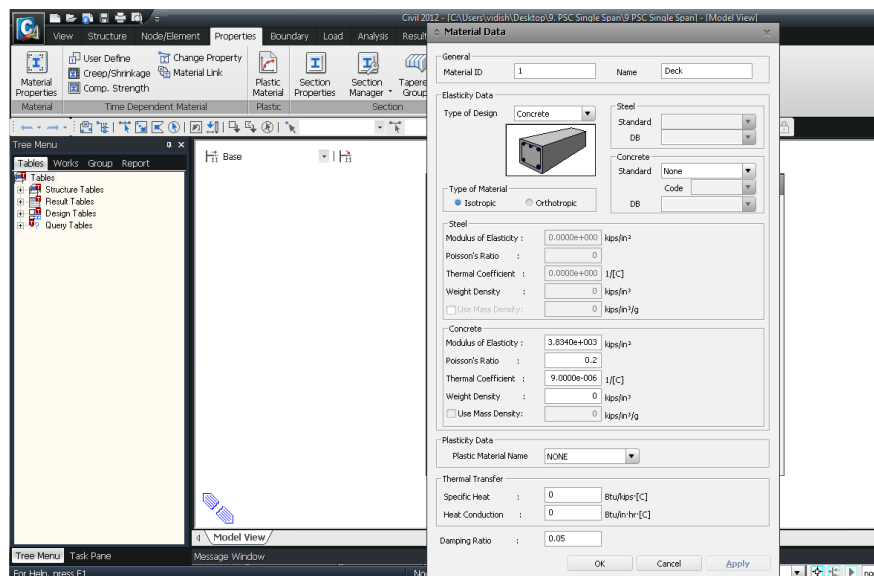 Civil 2012 - [C:\Users\vidish\Desktop\9. PSC Single Span\9 PSC Single Span] - [Model View]
View Structure Node/Element Properties Boundary Load Analysis Result
Material Properties
User Define
Creep/Shrinkage
Comp. Strength
Change Property
Material Link
Plastic Material
Section Properties
Section Manager
Tapere Group
Material Time Dependent Material Plastic Section
Tree Menu
Tables Works Group Report
Tables
Structure Tables
Result Tables
Design Tables
Query Tables
Base
Material Data
General
Material ID 1 Name Deck
Elasticity Data
Type of Design Concrete
Steel
Standard
DB
Concrete
Standard None
Code
DB
Type of Material
Isotropic Orthotropic
Steel
Modulus of Elasticity : 0.0000e+000 kips/in²
Poisson's Ratio : 0
Thermal Coefficient : 0.0000e+000 1/[C]
Weight Density : 0 kips/in³
Use Mass Density: 0 kips/in³/g
Concrete
Modulus of Elasticity : 3.8340e+003 kips/in²
Poisson's Ratio : 0.2
Thermal Coefficient : 9.0000e-006 1/[C]
Weight Density : 0 kips/in³
Use Mass Density: 0 kips/in³/g
Plasticity Data
Plastic Material Name NONE
Thermal Transfer
Specific Heat : 0 Btu/kips·[C]
Heat Conduction : 0 Btu/in·hr·[C]
Damping Ratio : 0.05
OK Cancel Apply
Model View
Tree Menu Task Pane
Message Window
For Help, press F1
No
non